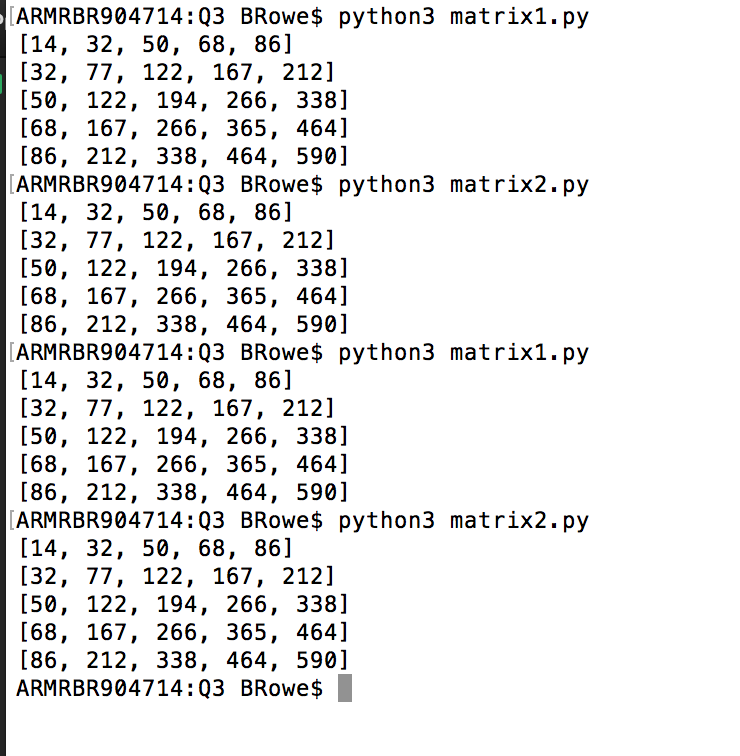 [ARMRBR904714:Q3 BRowe$ python3 matrix1.py
[14, 32, 50, 68, 86]
[32, 77, 122, 167, 212]
[50, 122, 194, 266, 338]
[68, 167, 266, 365, 464]
[86, 212, 338, 464, 590]
[ARMRBR904714:Q3 BRowe$ python3 matrix2.py
[14, 32, 50, 68, 86]
[32, 77, 122, 167, 212]
[50, 122, 194, 266, 338]
[68, 167, 266, 365, 464]
[86, 212, 338, 464, 590]
[ARMRBR904714:Q3 BRowe$ python3 matrix1.py
[14, 32, 50, 68, 86]
[32, 77, 122, 167, 212]
[50, 122, 194, 266, 338]
[68, 167, 266, 365, 464]
[86, 212, 338, 464, 590]
[ARMRBR904714:Q3 BRowe$ python3 matrix2.py
[14, 32, 50, 68, 86]
[32, 77, 122, 167, 212]
[50, 122, 194, 266, 338]
[68, 167, 266, 365, 464]
[86, 212, 338, 464, 590]
ARMRBR904714:Q3 BRowe$